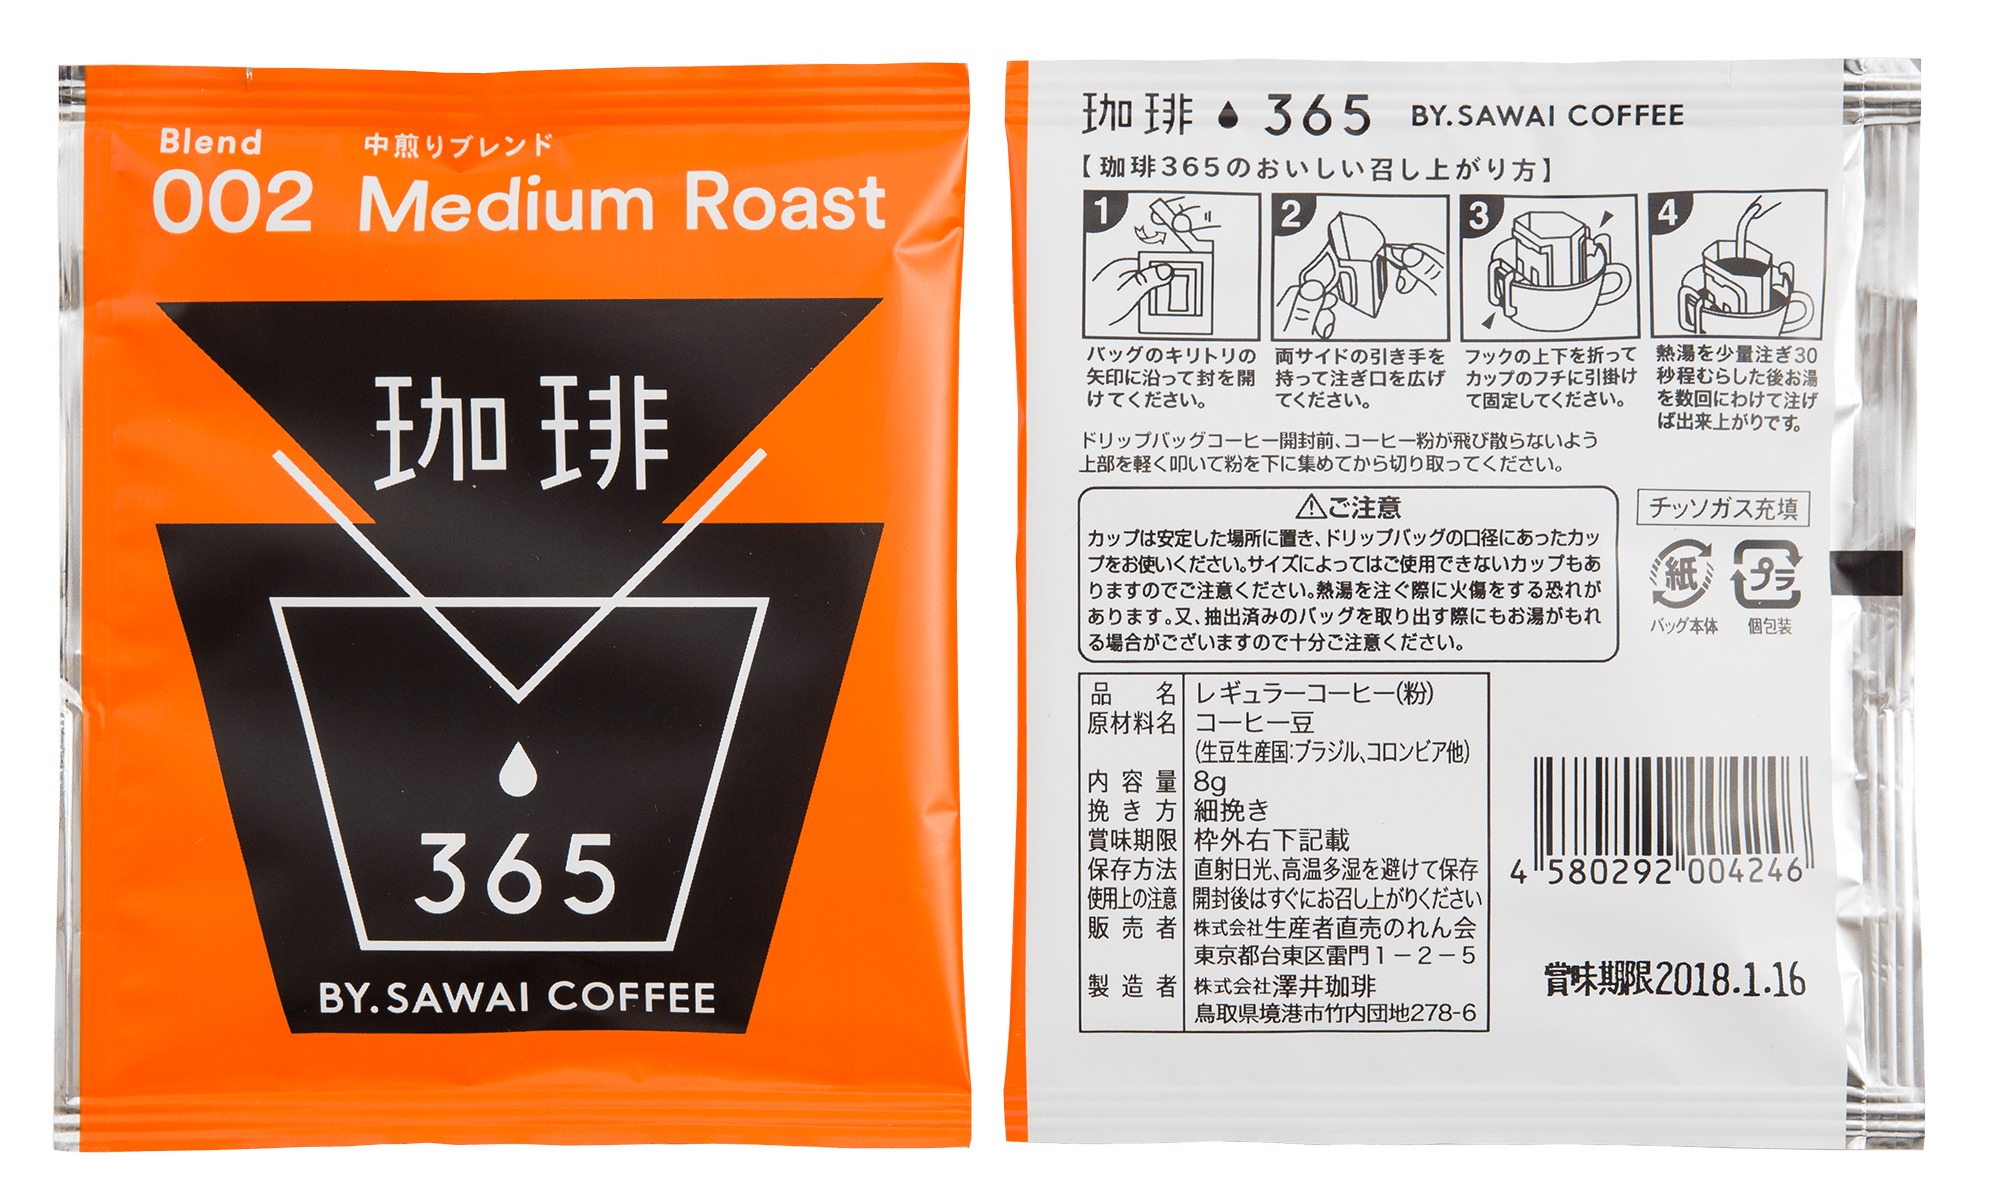 Blend
中煎りブレンド
002 Medium Roast
珈琲
365
BY.SAWAI COFFEE
珈琲 365 BY.SAWAI COFFEE
【珈琲365のおいしい召し上がり方】
1
バッグのキリトリの
矢印に沿って封を開
けてください。
2
両サイドの引き手を
持って注ぎ口を広げ
てください。
3
フックの上下を折って
カップのフチに引掛け
て固定してください。
4
熱湯を少量注ぎ30
秒程むらした後お湯
を数回にわけて注げ
ば出来上がりです。
ドリップバッグコーヒー開封前、コーヒー粉が飛び散らないよう
上部を軽く叩いて粉を下に集めてから切り取ってください。
⚠ご注意
カップは安定した場所に置き、ドリップバッグの口径にあったカッ
プをお使いください。サイズによってはご使用できないカップもあ
りますのでご注意ください。熱湯を注ぐ際に火傷をする恐れが
あります。又、抽出済みのバッグを取り出す際にもお湯がもれ
る場合がございますので十分ご注意ください。
チッソガス充填
紙
バッグ本体
プラ
個包装
品名 レギュラーコーヒー(粉)
原材料名 コーヒー豆
(生豆生産国:ブラジル、コロンビア他)
内容量 8g
挽き方 細挽き
賞味期限 枠外右下記載
保存方法 直射日光、高温多湿を避けて保存
使用上の注意 開封後はすぐにお召し上がりください
販売者 株式会社生産者直売のれん会
東京都台東区雷門1-2-5
製造者 株式会社澤井珈琲
鳥取県境港市竹内団地278-6
4 580292 004246
賞味期限2018.1.16